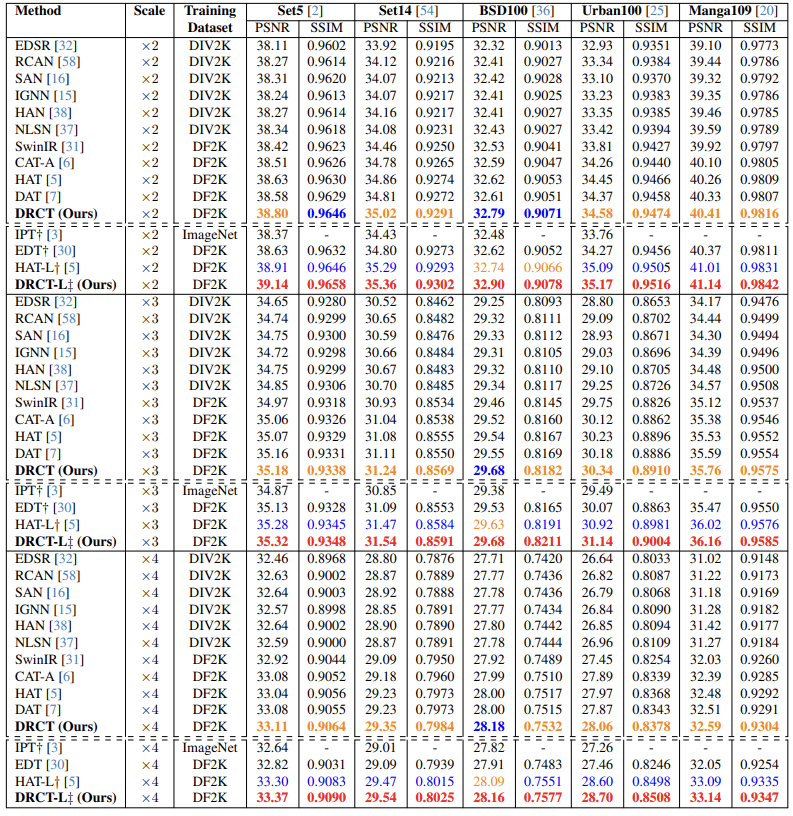 Method Scale Training Set5 [2] Set14 [54] BSD100 [36] Urban100 [25] Manga109 [20]
Dataset PSNR SSIM PSNR SSIM PSNR SSIM PSNR SSIM PSNR SSIM
EDSR [32] ×2 DIV2K 38.11 0.9602 33.92 0.9195 32.32 0.9013 32.93 0.9351 39.10 0.9773
RCAN [58] ×2 DIV2K 38.27 0.9614 34.12 0.9216 32.41 0.9027 33.34 0.9384 39.44 0.9786
SAN [16] ×2 DIV2K 38.31 0.9620 34.07 0.9213 32.42 0.9028 33.10 0.9370 39.32 0.9792
IGNN [15] ×2 DIV2K 38.24 0.9613 34.07 0.9217 32.41 0.9025 33.23 0.9383 39.35 0.9786
HAN [38] ×2 DIV2K 38.27 0.9614 34.16 0.9217 32.41 0.9027 33.35 0.9385 39.46 0.9785
NLSN [37] ×2 DIV2K 38.34 0.9618 34.08 0.9231 32.43 0.9027 33.42 0.9394 39.59 0.9789
SwinIR [31] ×2 DF2K 38.42 0.9623 34.46 0.9250 32.53 0.9041 33.81 0.9427 39.92 0.9797
CAT-A [6] ×2 DF2K 38.51 0.9626 34.78 0.9265 32.59 0.9047 34.26 0.9440 40.10 0.9805
HAT [5] ×2 DF2K 38.63 0.9630 34.86 0.9274 32.62 0.9053 34.45 0.9466 40.26 0.9809
DAT [7] ×2 DF2K 38.58 0.9629 34.81 0.9272 32.61 0.9051 34.37 0.9458 40.33 0.9807
DRCT (Ours) ×2 DF2K 38.80 0.9646 35.02 0.9291 32.79 0.9071 34.58 0.9474 40.41 0.9816
IPT† [3] ×2 ImageNet 38.37 - 34.43 - 32.48 - 33.76 -
EDT† [30] ×2 DF2K 38.63 0.9632 34.80 0.9273 32.62 0.9052 34.27 0.9456 40.37 0.9811
HAT-L† [5] ×2 DF2K 38.91 0.9646 35.29 0.9293 32.74 0.9066 35.09 0.9505 41.01 0.9831
DRCT-L‡ (Ours) ×2 DF2K 39.14 0.9658 35.36 0.9302 32.90 0.9078 35.17 0.9516 41.14 0.9842
EDSR [32] ×3 DIV2K 34.65 0.9280 30.52 0.8462 29.25 0.8093 28.80 0.8653 34.17 0.9476
RCAN [58] ×3 DIV2K 34.74 0.9299 30.65 0.8482 29.32 0.8111 29.09 0.8702 34.44 0.9499
SAN [16] ×3 DIV2K 34.75 0.9300 30.59 0.8476 29.33 0.8112 28.93 0.8671 34.30 0.9494
IGNN [15] ×3 DIV2K 34.72 0.9298 30.66 0.8484 29.31 0.8105 29.03 0.8696 34.39 0.9496
HAN [38] ×3 DIV2K 34.75 0.9299 30.67 0.8483 29.32 0.8110 29.10 0.8705 34.48 0.9500
NLSN [37] ×3 DIV2K 34.85 0.9306 30.70 0.8485 29.34 0.8117 29.25 0.8726 34.57 0.9508
SwinIR [31] ×3 DF2K 34.97 0.9318 30.93 0.8534 29.46 0.8145 29.75 0.8826 35.12 0.9537
CAT-A [6] ×3 DF2K 35.06 0.9326 31.04 0.8538 29.52 0.8160 30.12 0.8862 35.38 0.9546
HAT [5] ×3 DF2K 35.07 0.9329 31.08 0.8555 29.54 0.8167 30.23 0.8896 35.53 0.9552
DAT [7] ×3 DF2K 35.16 0.9331 31.11 0.8550 29.55 0.8169 30.18 0.8886 35.59 0.9554
DRCT (Ours) ×3 DF2K 35.18 0.9338 31.24 0.8569 29.68 0.8182 30.34 0.8910 35.76 0.9575
IPT† [3] ×3 ImageNet 34.87 - 30.85 - 29.38 - 29.49 -
EDT† [30] ×3 DF2K 35.13 0.9328 31.09 0.8553 29.53 0.8165 30.07 0.8863 35.47 0.9550
HAT-L† [5] ×3 DF2K 35.28 0.9345 31.47 0.8584 29.63 0.8191 30.92 0.8981 36.02 0.9576
DRCT-L‡ (Ours) ×3 DF2K 35.32 0.9348 31.54 0.8591 29.68 0.8211 31.14 0.9004 36.16 0.9585
EDSR [32] ×4 DIV2K 32.46 0.8968 28.80 0.7876 27.71 0.7420 26.64 0.8033 31.02 0.9148
RCAN [58] ×4 DIV2K 32.63 0.9002 28.87 0.7889 27.77 0.7436 26.82 0.8087 31.22 0.9173
SAN [16] ×4 DIV2K 32.64 0.9003 28.92 0.7888 27.78 0.7436 26.79 0.8068 31.18 0.9169
IGNN [15] ×4 DIV2K 32.57 0.8998 28.85 0.7891 27.77 0.7434 26.84 0.8090 31.28 0.9182
HAN [38] ×4 DIV2K 32.64 0.9002 28.90 0.7890 27.80 0.7442 26.85 0.8094 31.42 0.9177
NLSN [37] ×4 DIV2K 32.59 0.9000 28.87 0.7891 27.78 0.7444 26.96 0.8109 31.27 0.9184
SwinIR [31] ×4 DF2K 32.92 0.9044 29.09 0.7950 27.92 0.7489 27.45 0.8254 32.03 0.9260
CAT-A [6] ×4 DF2K 33.08 0.9052 29.18 0.7960 27.99 0.7510 27.89 0.8339 32.39 0.9285
HAT [5] ×4 DF2K 33.04 0.9056 29.23 0.7973 28.00 0.7517 27.97 0.8368 32.48 0.9292
DAT [7] ×4 DF2K 33.08 0.9055 29.23 0.7973 28.00 0.7515 27.87 0.8343 32.51 0.9291
DRCT (Ours) ×4 DF2K 33.11 0.9064 29.35 0.7984 28.18 0.7532 28.06 0.8378 32.59 0.9304
IPT† [3] ×4 ImageNet 32.64 - 29.01 - 27.82 - 27.26 -
EDT [30] ×4 DF2K 32.82 0.9031 29.09 0.7939 27.91 0.7483 27.46 0.8246 32.05 0.9254
HAT-L† [5] ×4 DF2K 33.30 0.9083 29.47 0.8015 28.09 0.7551 28.60 0.8498 33.09 0.9335
DRCT-L‡ (Ours) ×4 DF2K 33.37 0.9090 29.54 0.8025 28.16 0.7577 28.70 0.8508 33.14 0.9347